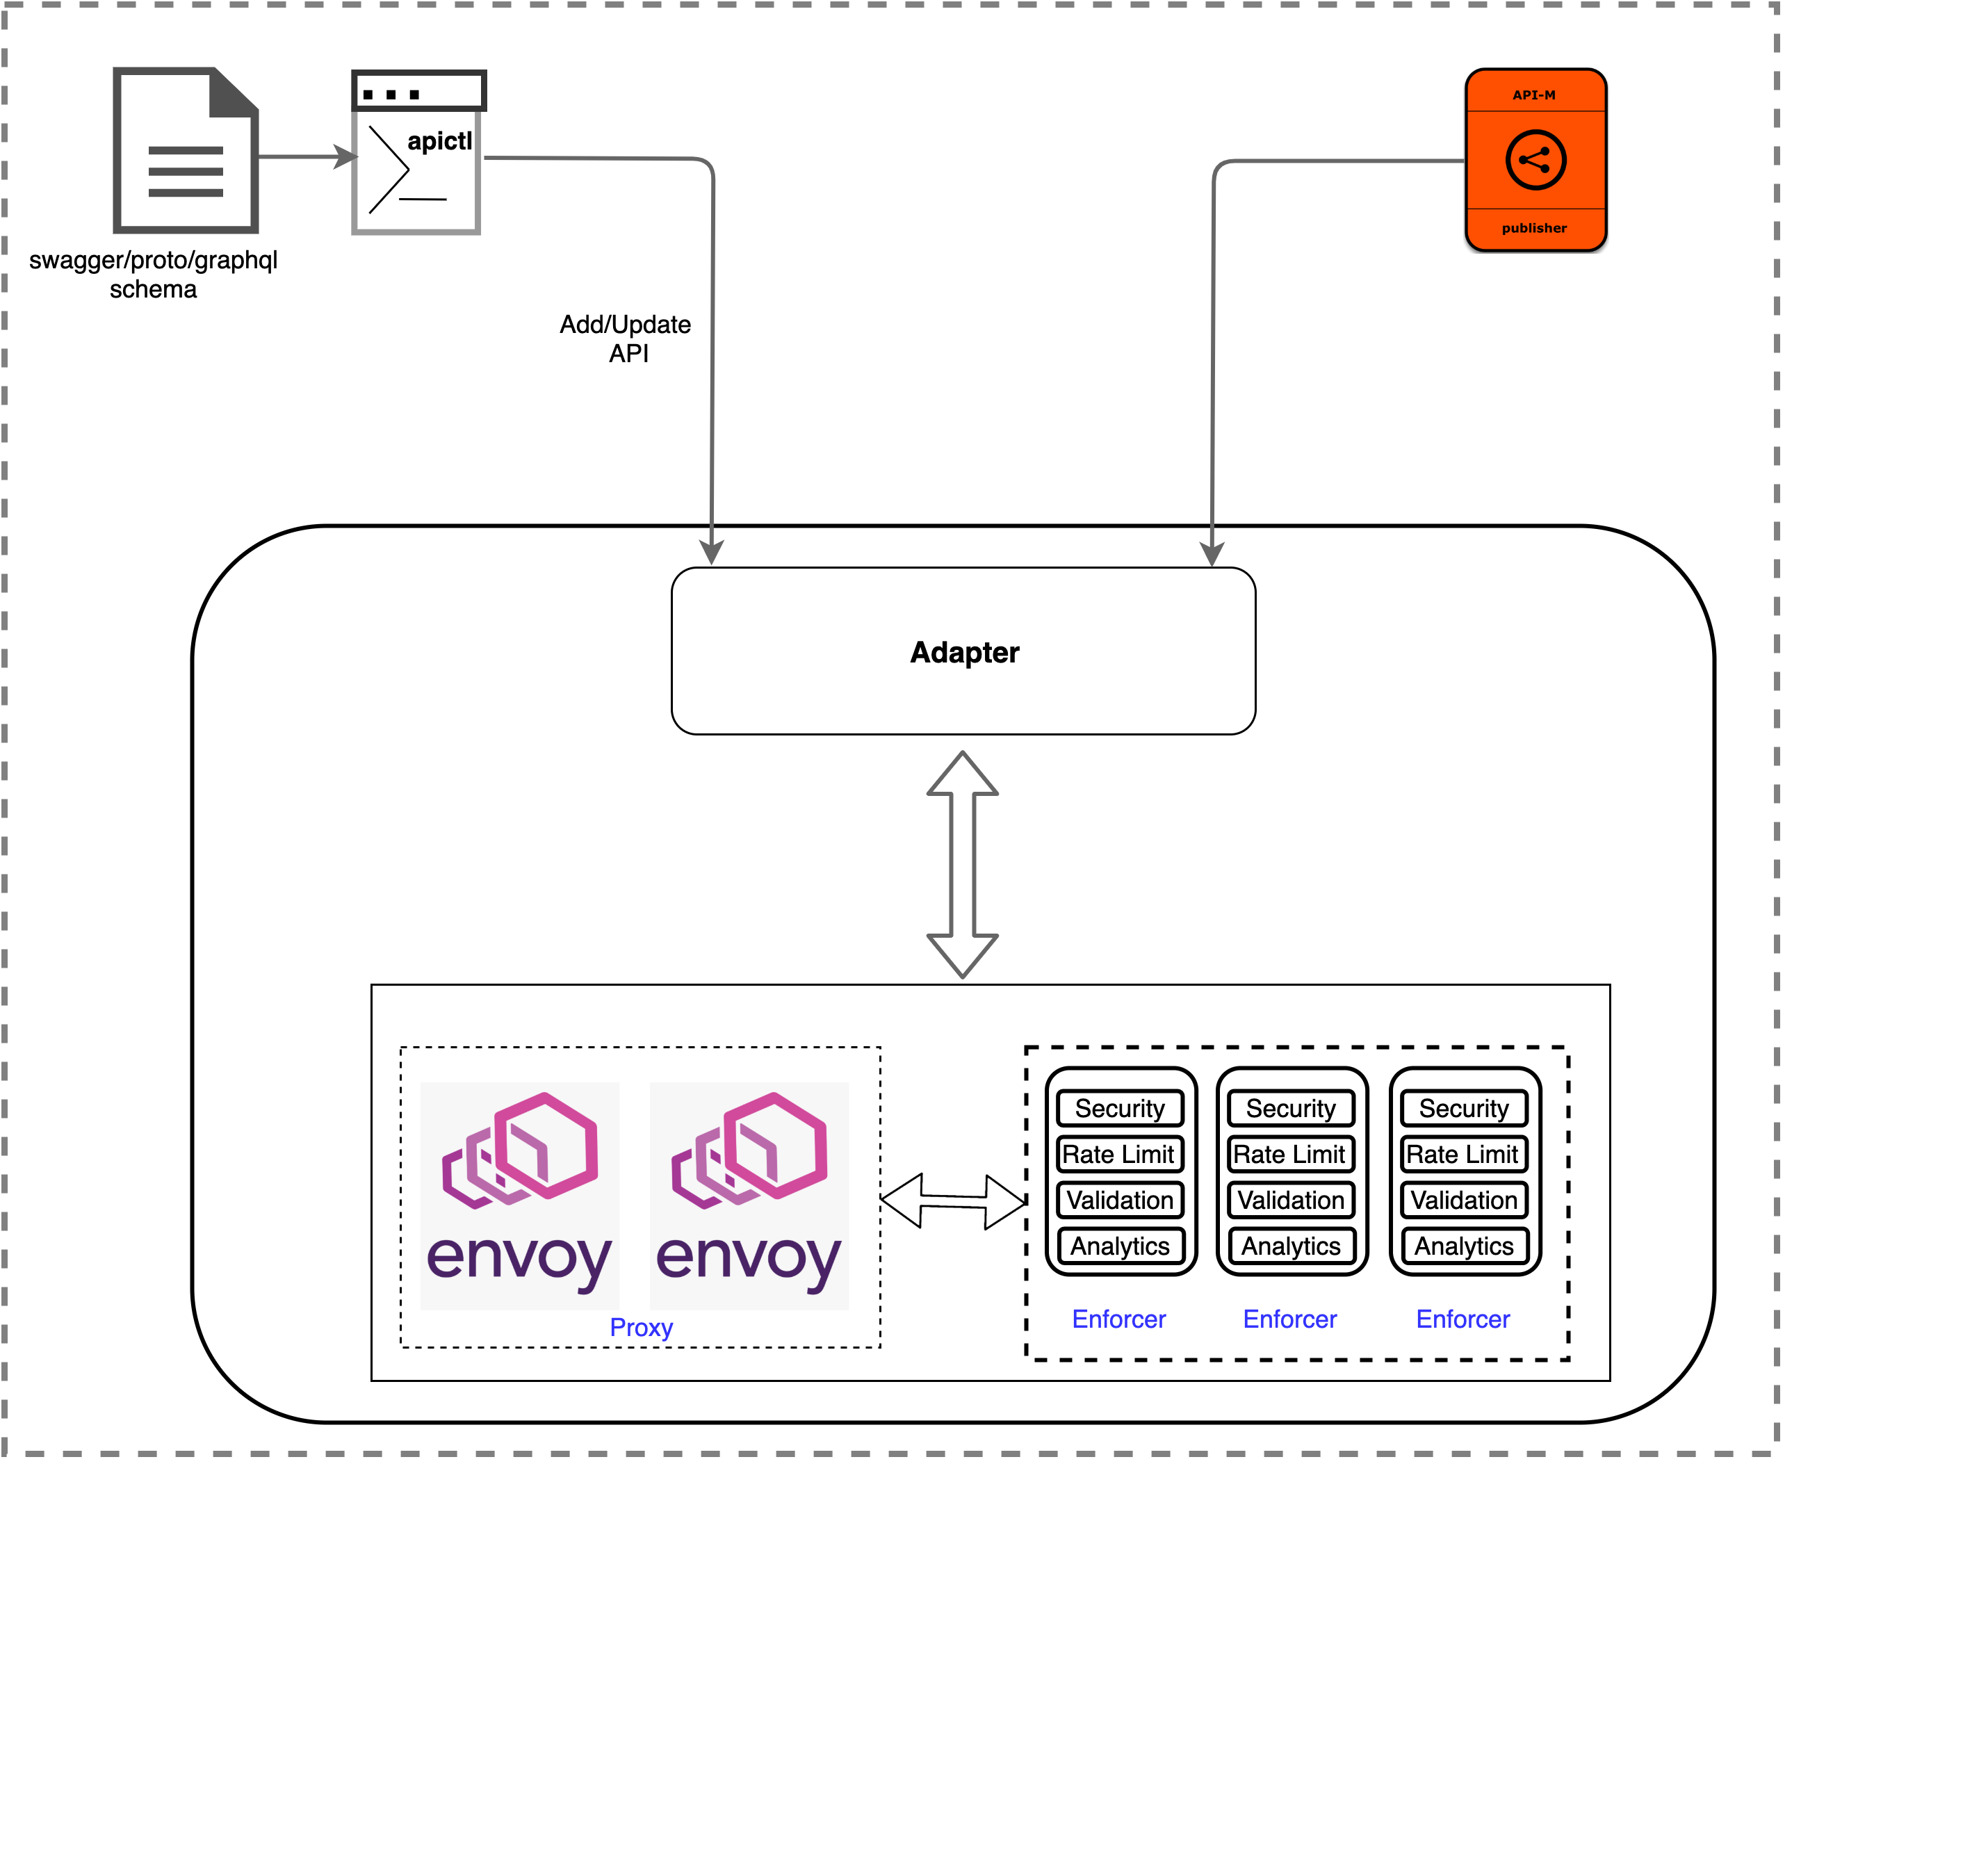 apictl
API-M
publisher
swagger/proto/graphql
schema
Add/Update
API
Adapter
Security
Security
Security
Rate Limit
Rate Limit
Rate Limit
Validation
Validation
Validation
Analytics
Analytics
Analytics
envoy
envoy
Proxy
Enforcer
Enforcer
Enforcer